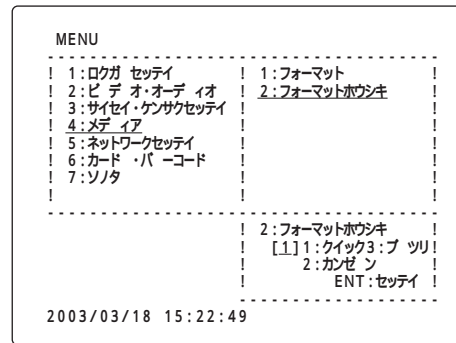 MENU
- - - - - - - - - - - - - - - - - - - - - - - - - - - - - - - - - - - -
! 1:ロクガ セッテイ ! 1:フォーマット !
! 2:ビ デ オ・オーデ ィオ ! 2:フォーマットホウシキ !
! 3:サイセイ・ケンサクセッテイ ! !
! 4:メデ ィア ! !
! 5:ネットワークセッテイ ! !
! 6:カード ・バ ーコード ! !
! 7:ソノタ ! !
! ! !
- - - - - - - - - - - - - - - - - - - - - - - - - - - - - - - - - - - -
! 2:フォーマットホウシキ !
! [1]1:クイック3:ブ ツリ!
! 2:カンゼ ン !
! ENT:セッテイ !
- - - - - - - - - - - - - - - - - -
2003/03/18 15:22:49